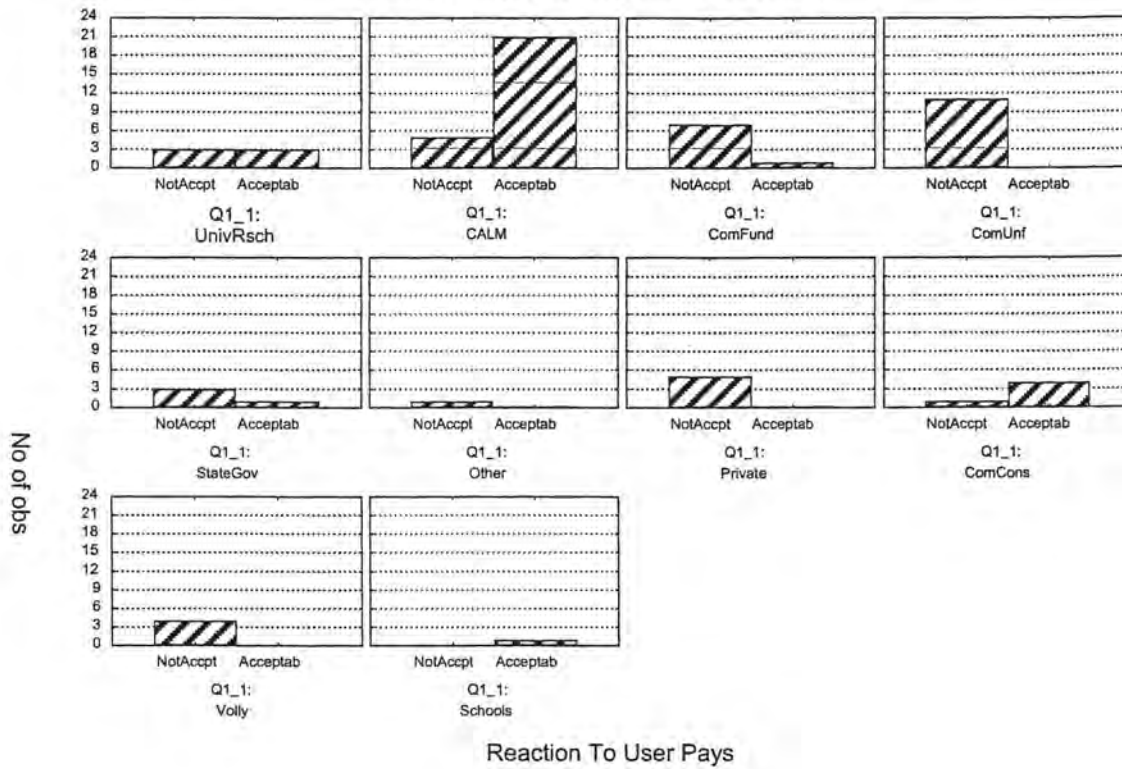 24
21
18
15
12
9
6
3
0
NotAccpt Acceptab NotAccpt Acceptab NotAccpt Acceptab NotAccpt Acceptab
Q1_1: Q1_1: Q1_1: Q1_1:
UnivRsch CALM ComFund ComUnf
24
21
18
15
12
9
6
3
0
NotAccpt Acceptab NotAccpt Acceptab NotAccpt Acceptab NotAccpt Acceptab
Q1_1: Q1_1: Q1_1: Q1_1:
StateGov Other Private ComCons
No of obs
24
21
18
15
12
9
6
3
0
NotAccpt Acceptab NotAccpt Acceptab
Q1_1: Q1_1:
Volly Schools
Reaction To User Pays